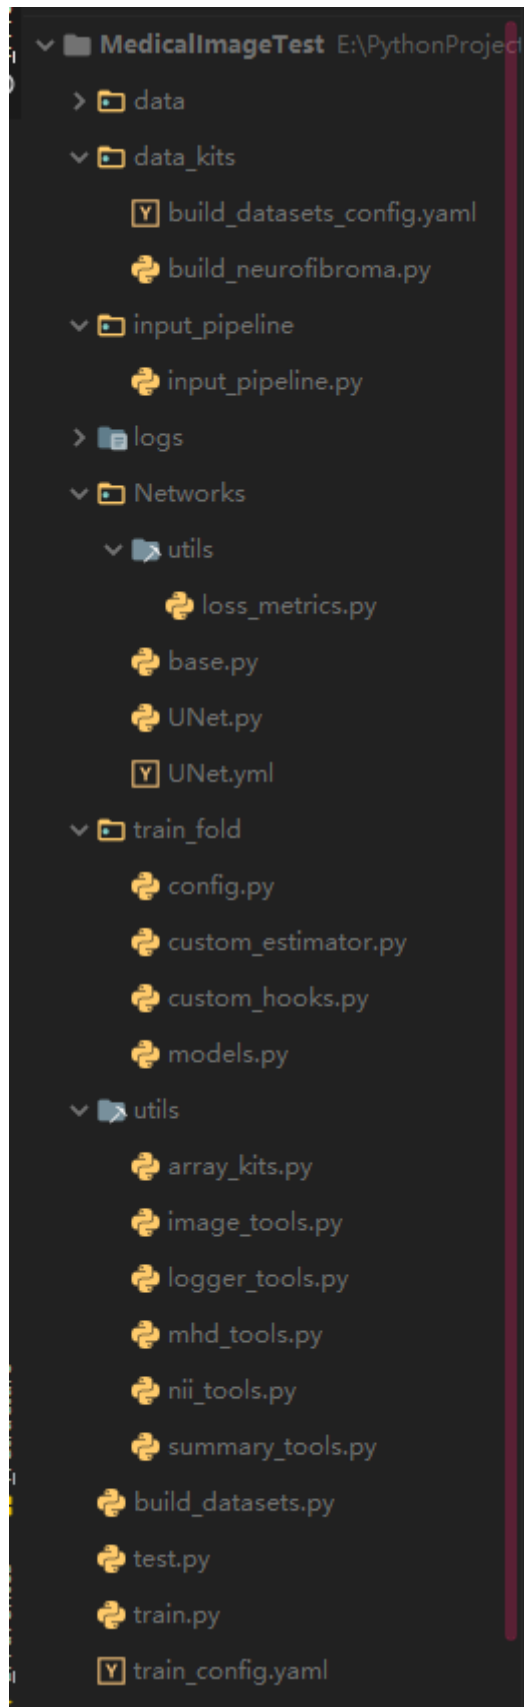 MedicalImageTest E:\PythonProject
data
data_kits
build_datasets_config.yaml
build_neurofibroma.py
input_pipeline
input_pipeline.py
logs
Networks
utils
loss_metrics.py
base.py
UNet.py
UNet.yml
train_fold
config.py
custom_estimator.py
custom_hooks.py
models.py
utils
array_kits.py
image_tools.py
logger_tools.py
mhd_tools.py
nii_tools.py
summary_tools.py
build_datasets.py
test.py
train.py
train_config.yaml